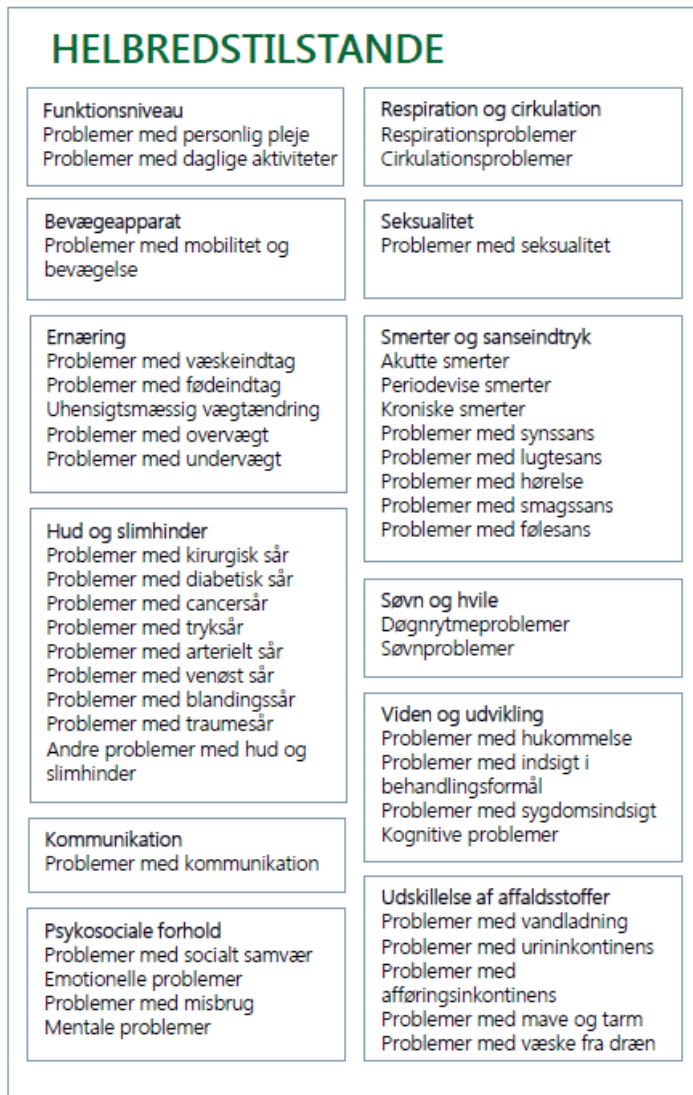 HELBREDSTILSTANDE
Funktionsniveau
Problemer med personlig pleje
Problemer med daglige aktiviteter
Bevægeapparat
Problemer med mobilitet og
bevægelse
Ernæring
Problemer med væskeindtag
Problemer med fødeindtag
Uhensigtsmæssig vægtændring
Problemer med overvægt
Problemer med undervægt
Hud og slimhinder
Problemer med kirurgisk sår
Problemer med diabetisk sår
Problemer med cancersår
Problemer med tryksår
Problemer med arterielt sår
Problemer med venøst sår
Problemer med blandingssår
Problemer med traumesår
Andre problemer med hud og
slimhinder
Kommunikation
Problemer med kommunikation
Psykosociale forhold
Problemer med socialt samvær
Emotionelle problemer
Problemer med misbrug
Mentale problemer
Respiration og cirkulation
Respirationsproblemer
Cirkulationsproblemer
Seksualitet
Problemer med seksualitet
Smerter og sanseindtryk
Akutte smerter
Periodevise smerter
Kroniske smerter
Problemer med synssans
Problemer med lugtesans
Problemer med hørelse
Problemer med smagssans
Problemer med følesans
Søvn og hvile
Døgnrytmeproblemer
Søvnproblemer
Viden og udvikling
Problemer med hukommelse
Problemer med indsigt i
behandlingsformål
Problemer med sygdomsindsigt
Kognitive problemer
Udskillelse af affaldsstoffer
Problemer med vandladning
Problemer med urininkontinens
Problemer med
afføringsinkontinens
Problemer med mave og tarm
Problemer med væske fra dræn